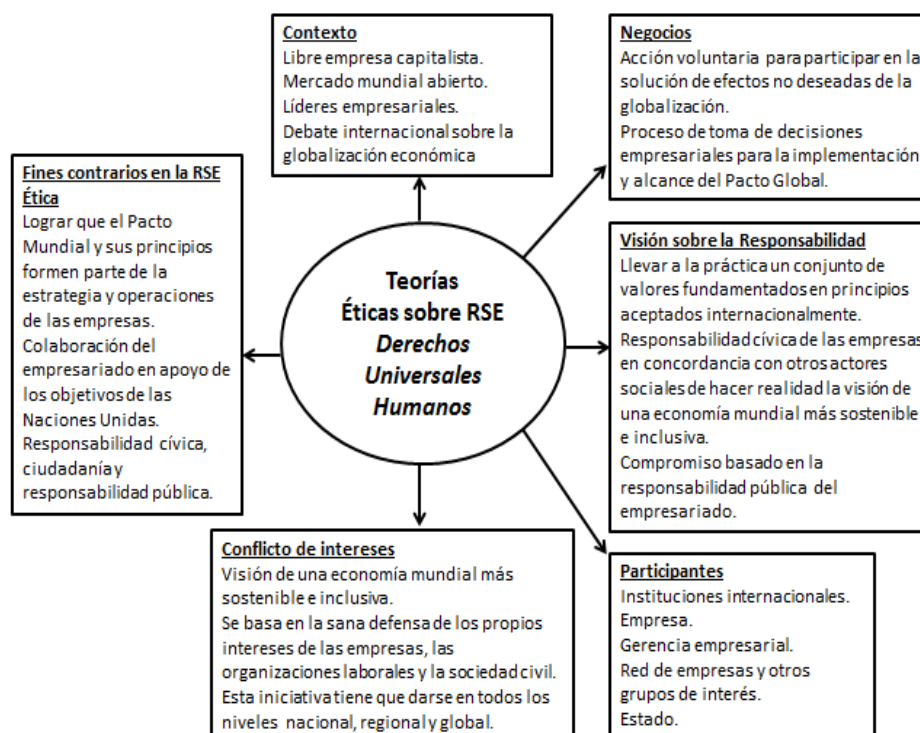 Contexto
Libre empresa capitalista.
Mercado mundial abierto.
Líderes empresariales.
Debate internacional sobre la
globalización económica
Negocios
Acción voluntaria para participar en la
solución de efectos no deseadas de la
globalización.
Proceso de toma de decisiones
empresariales para la implementación
y alcance del Pacto Global.
Fines contrarios en la RSE
Ética
Lograr que el Pacto
Mundial y sus principios
formen parte de la
estrategia y operaciones
de las empresas.
Colaboración del
empresariado en apoyo de
los objetivos de las
Naciones Unidas.
Responsabilidad cívica,
ciudadanía y
responsabilidad pública.
Teorías
Éticas sobre RSE
Derechos
Universales
Humanos
Visión sobre la Responsabilidad
Llevar a la práctica un conjunto de
valores fundamentados en principios
aceptados internacionalmente.
Responsabilidad cívica de las empresas
en concordancia con otros actores
sociales de hacer realidad la visión de
una economía mundial más sostenible
e inclusiva.
Compromiso basado en la
responsabilidad pública del
empresariado.
Conflicto de intereses
Visión de una economía mundial más
sostenible e inclusiva.
Se basa en la sana defensa de los propios
intereses de las empresas, las
organizaciones laborales y la sociedad civil.
Esta iniciativa tiene que darse en todos los
niveles nacional, regional y global.
Participantes
Instituciones internacionales.
Empresa.
Gerencia empresarial.
Red de empresas y otros
grupos de interés.
Estado.